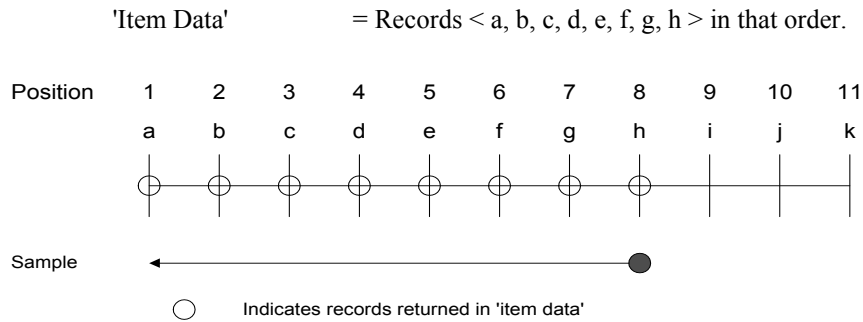 'Item Data' = Records < a, b, c, d, e, f, g, h > in that order.
Position 1 2 3 4 5 6 7 8 9 10 11
a b c d e f g h i j k
Sample
Indicates records returned in 'item data'